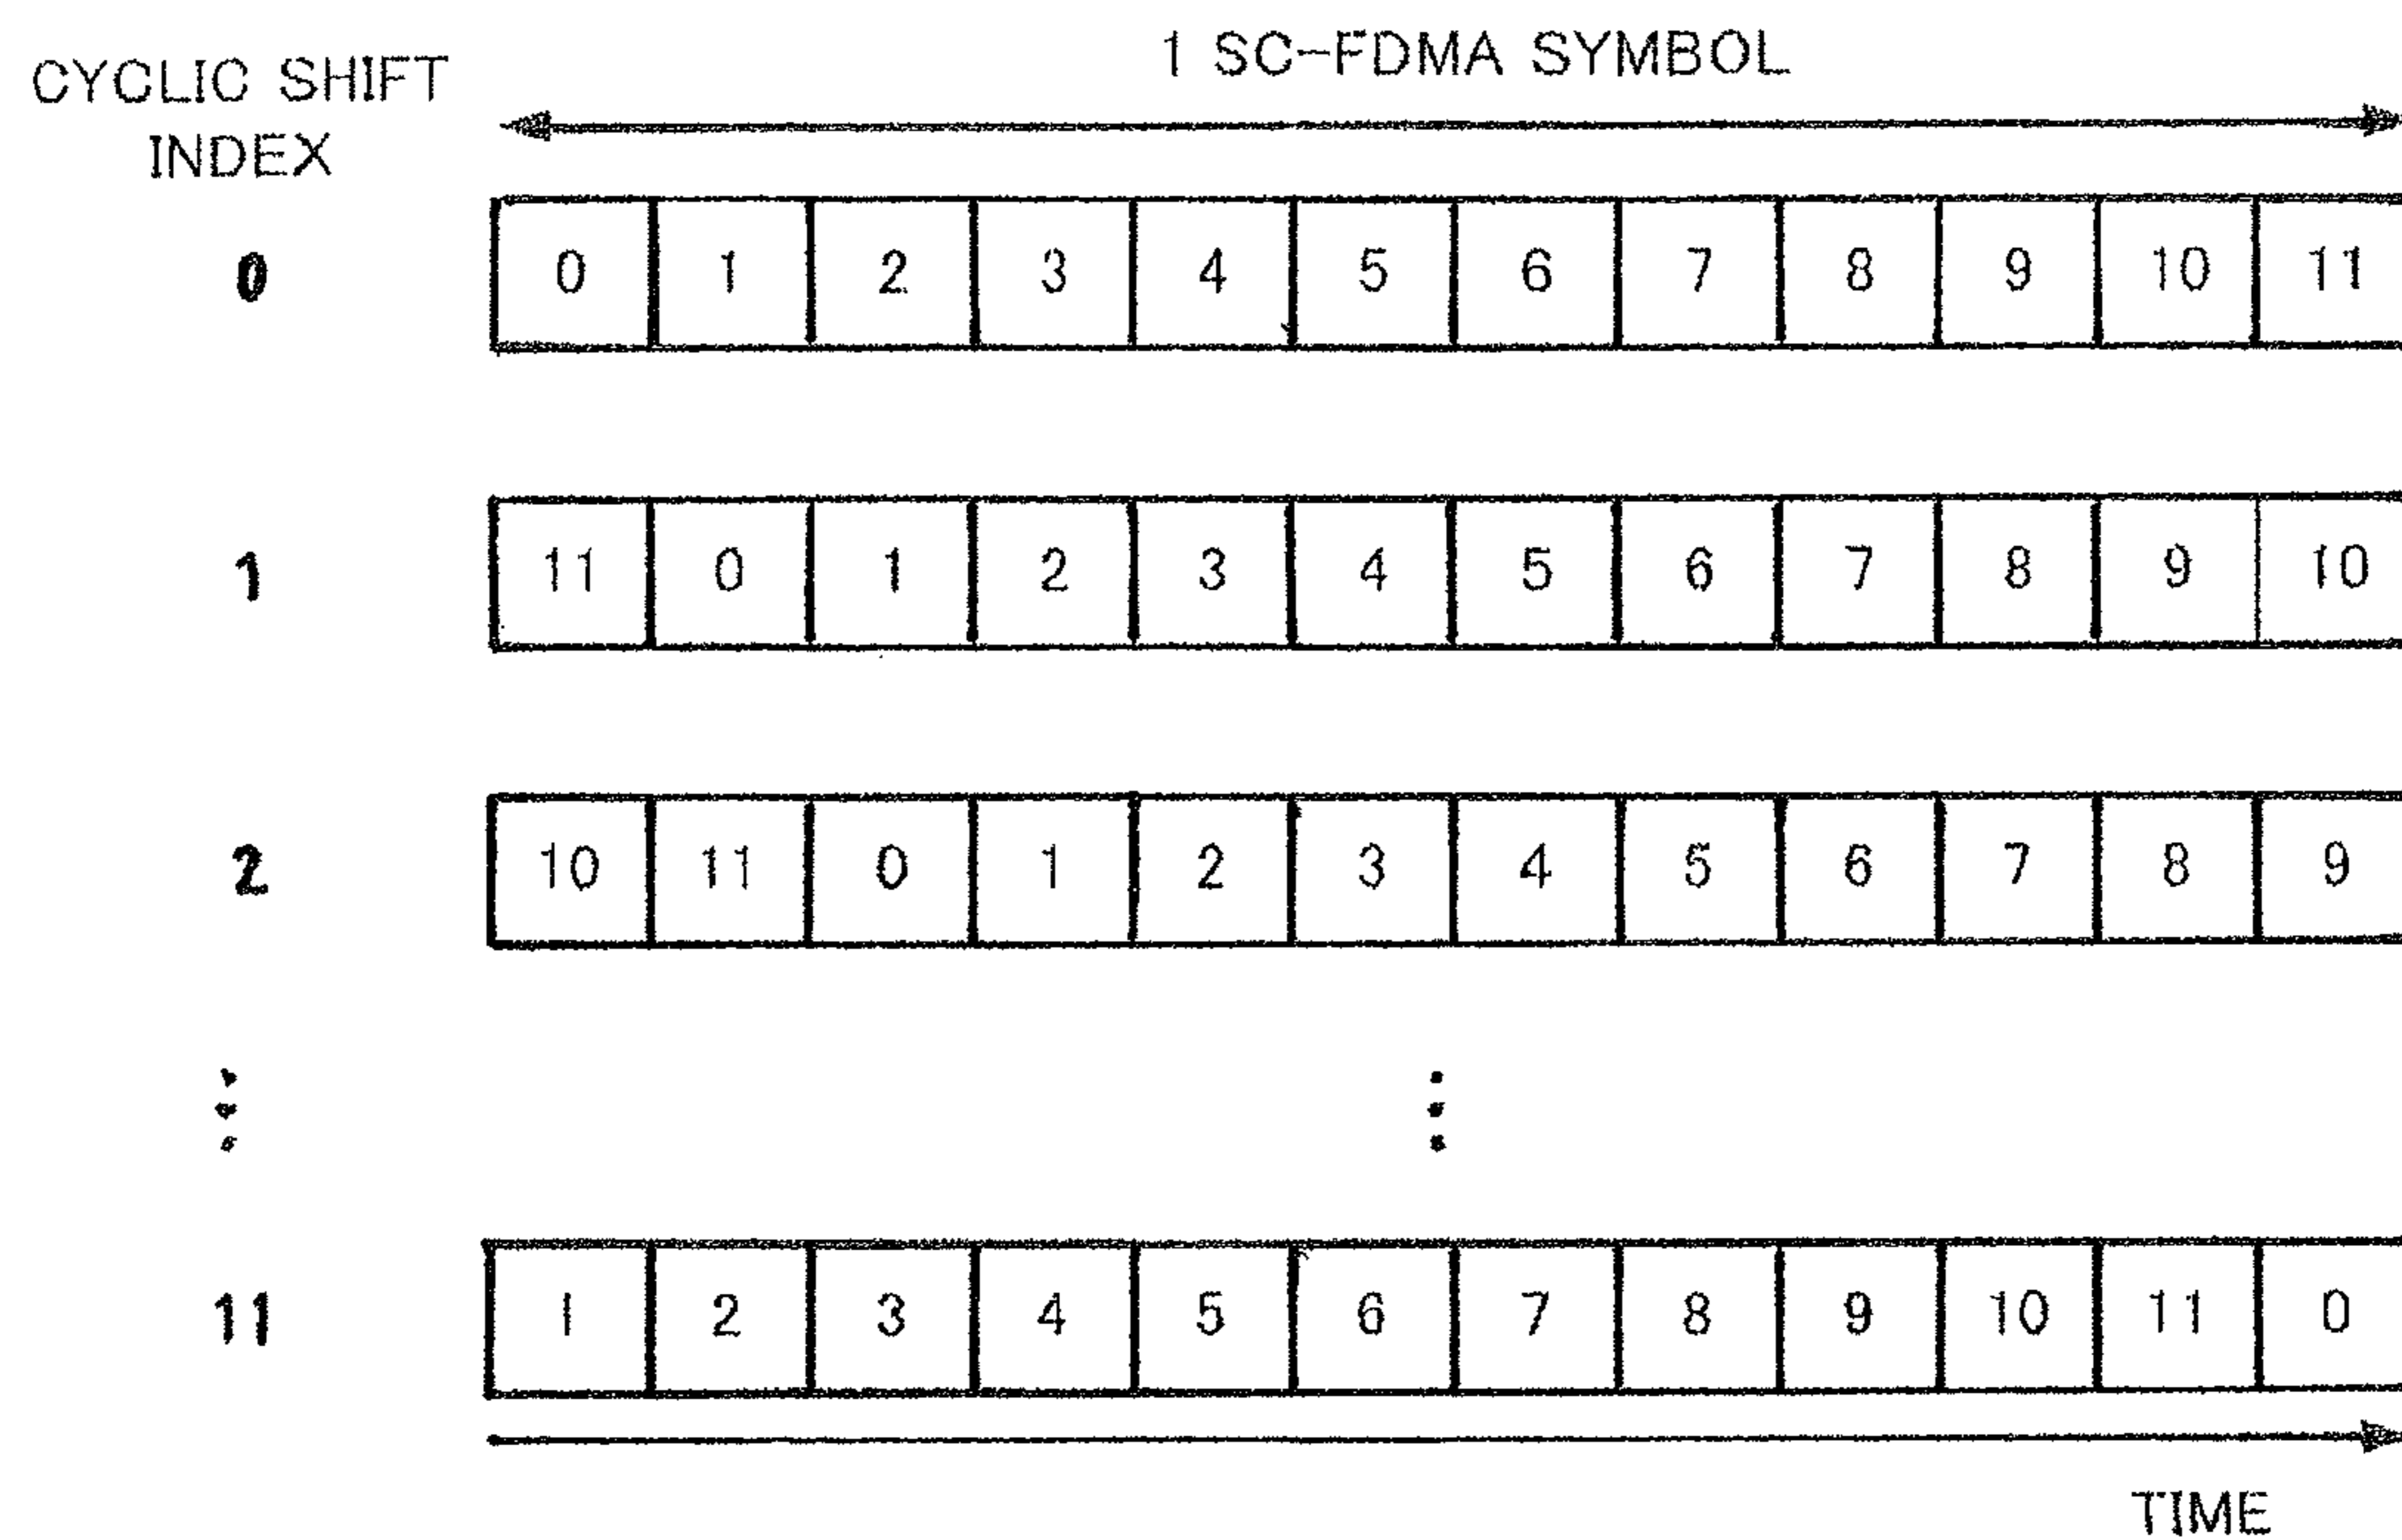 1 SC-FDMA SYMBOL
CYCLIC SHIFT
INDEX
0 0 1 2 3 4 5 6 7 8 9 10 11
1 11 0 1 2 3 4 5 6 7 8 9 10
2 10 11 0 1 2 3 4 5 6 7 8 9
11 1 2 3 4 5 6 7 8 9 10 11 0
TIME